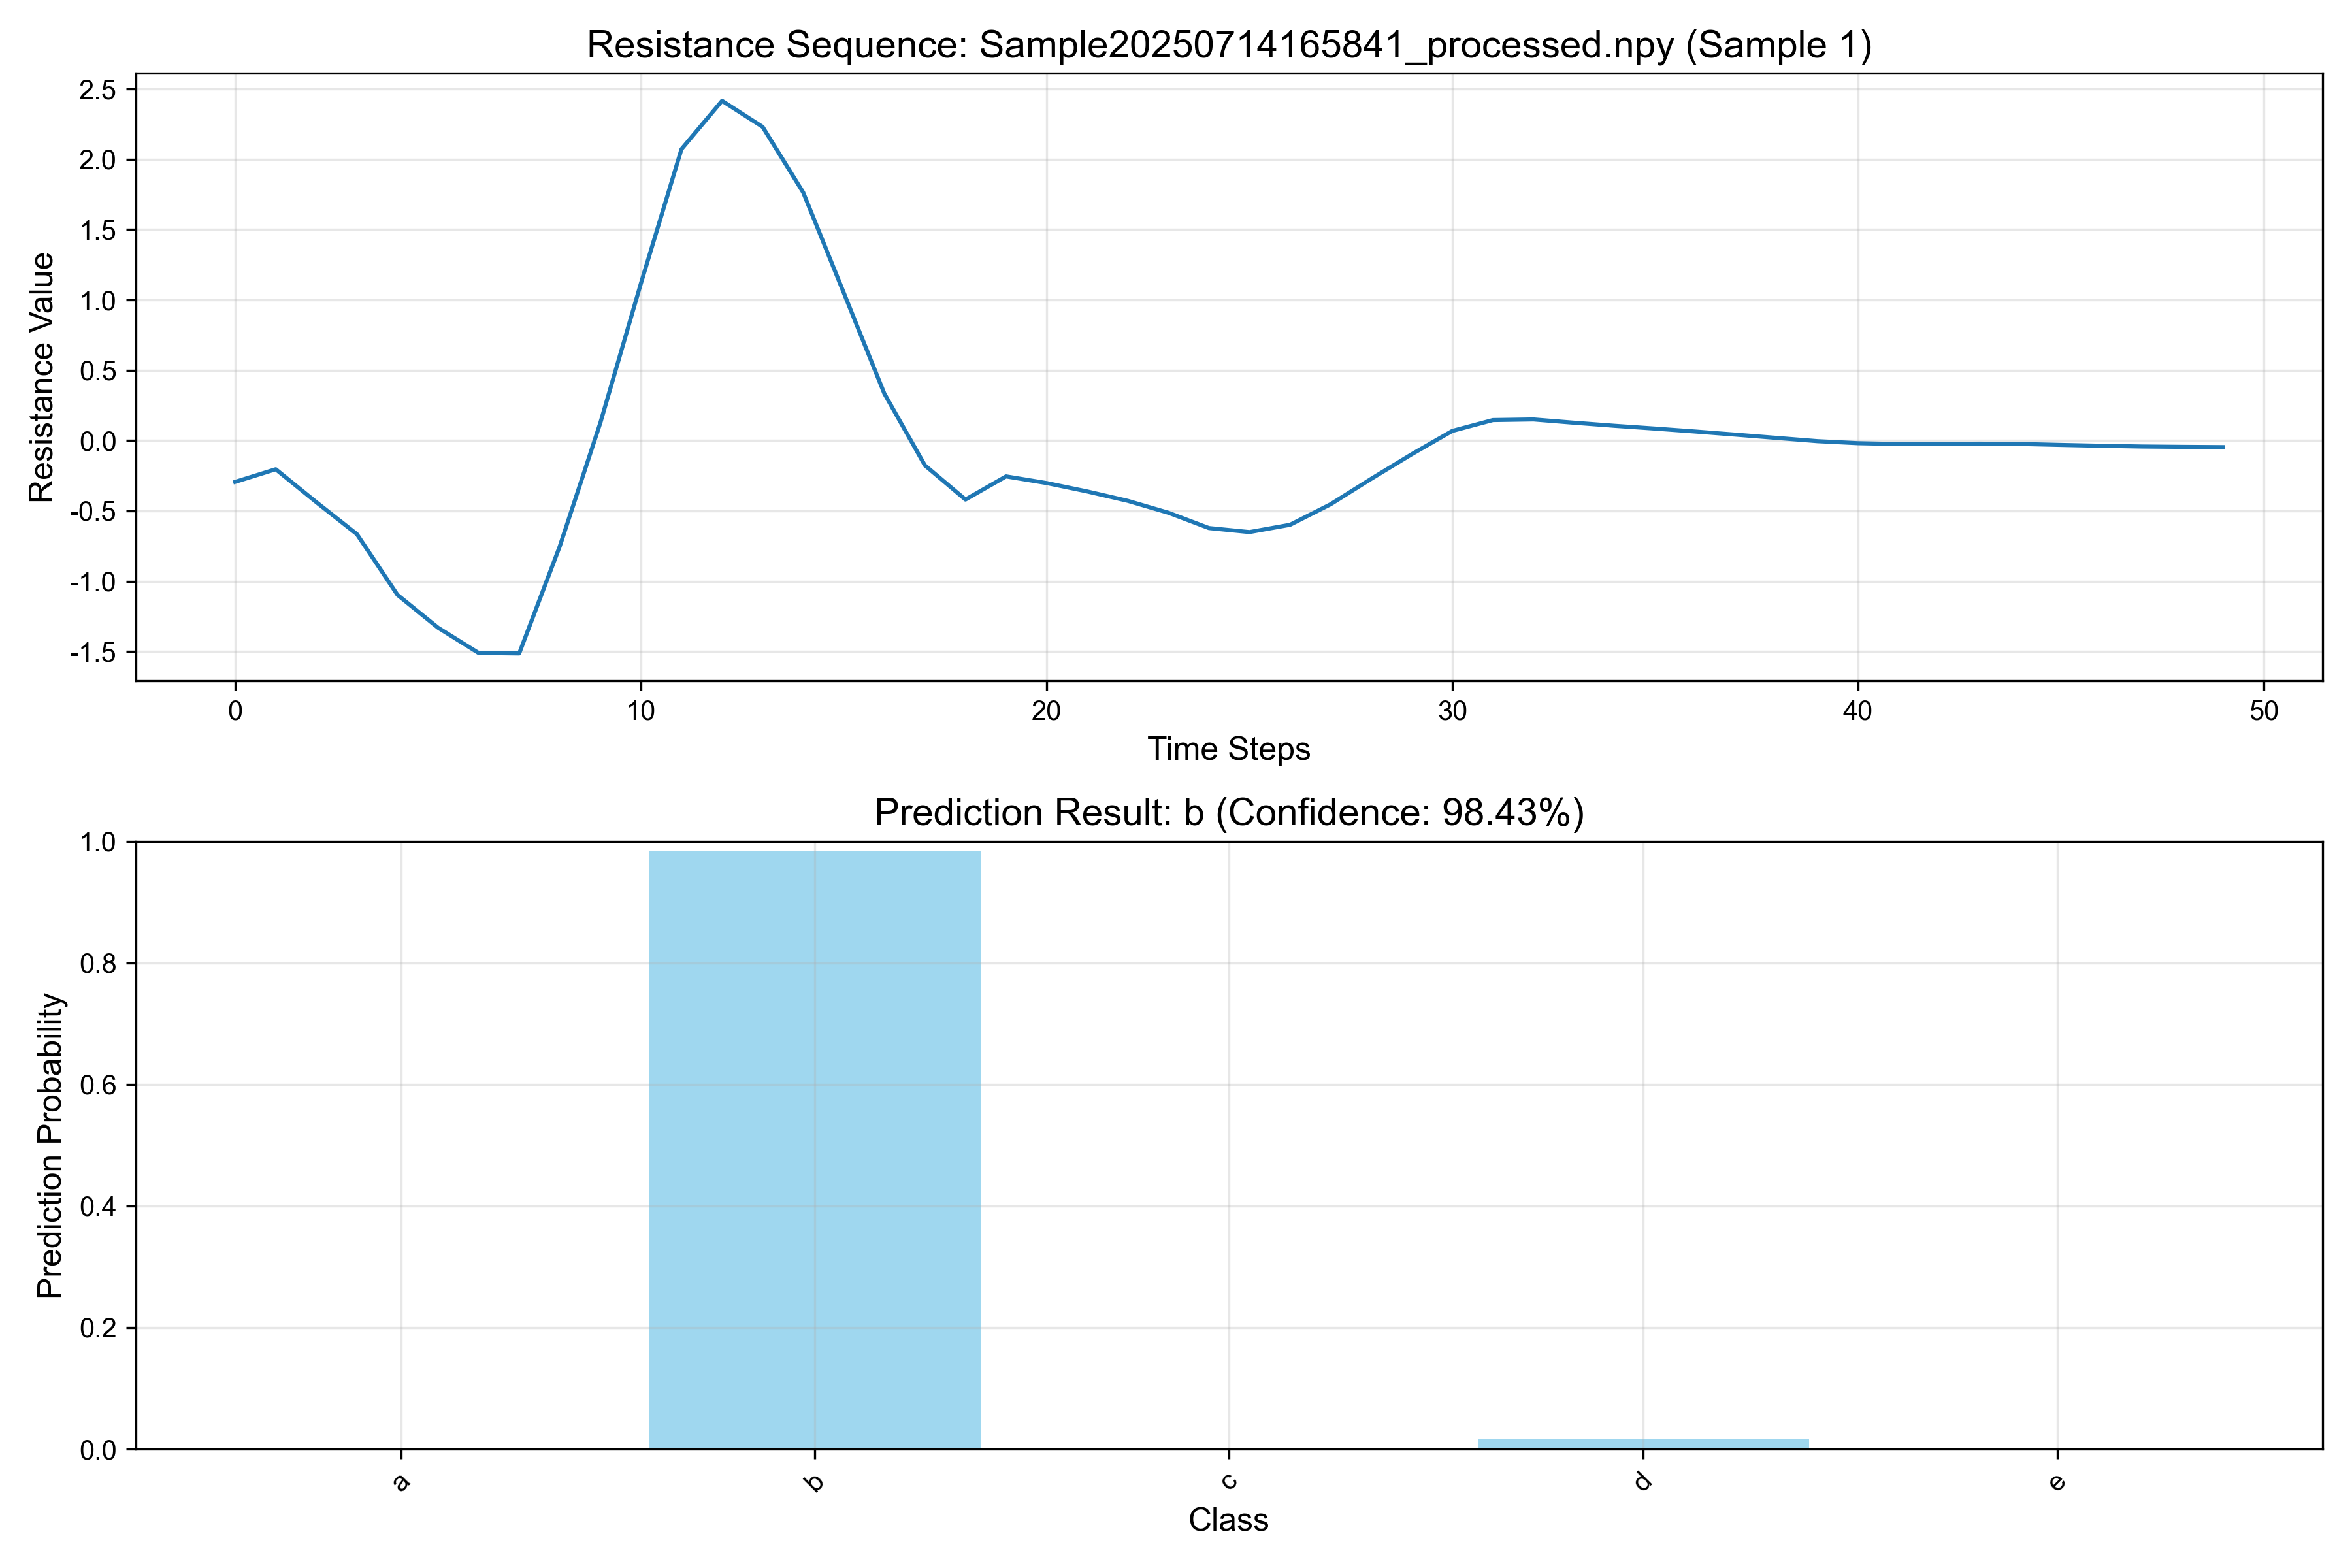 Resistance Sequence: Sample20250714165841_processed.npy (Sample 1)
Resistance Value
2.5
2.0
1.5
1.0
0.5
0.0
-0.5
-1.0
-1.5
0 10 20 30 40 50
Time Steps
Prediction Result: b (Confidence: 98.43%)
Prediction Probability
1.0
0.8
0.6
0.4
0.2
0.0
a b c d e
Class